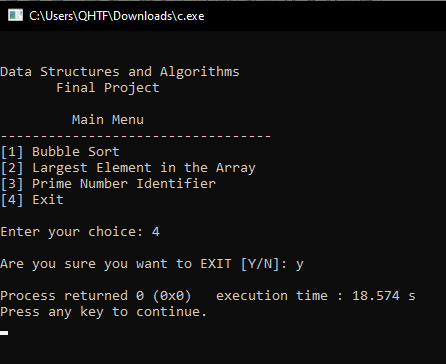 C:\Users\QHTF\Downloads\c.exe
Data Structures and Algorithms
Final Project
Main Menu
----------------------------------
[1] Bubble Sort
[2] Largest Element in the Array
[3] Prime Number Identifier
[4] Exit
Enter your choice: 4
Are you sure you want to EXIT [Y/N]: y
Process returned 0 (0x0)   execution time : 18.574 s
Press any key to continue.